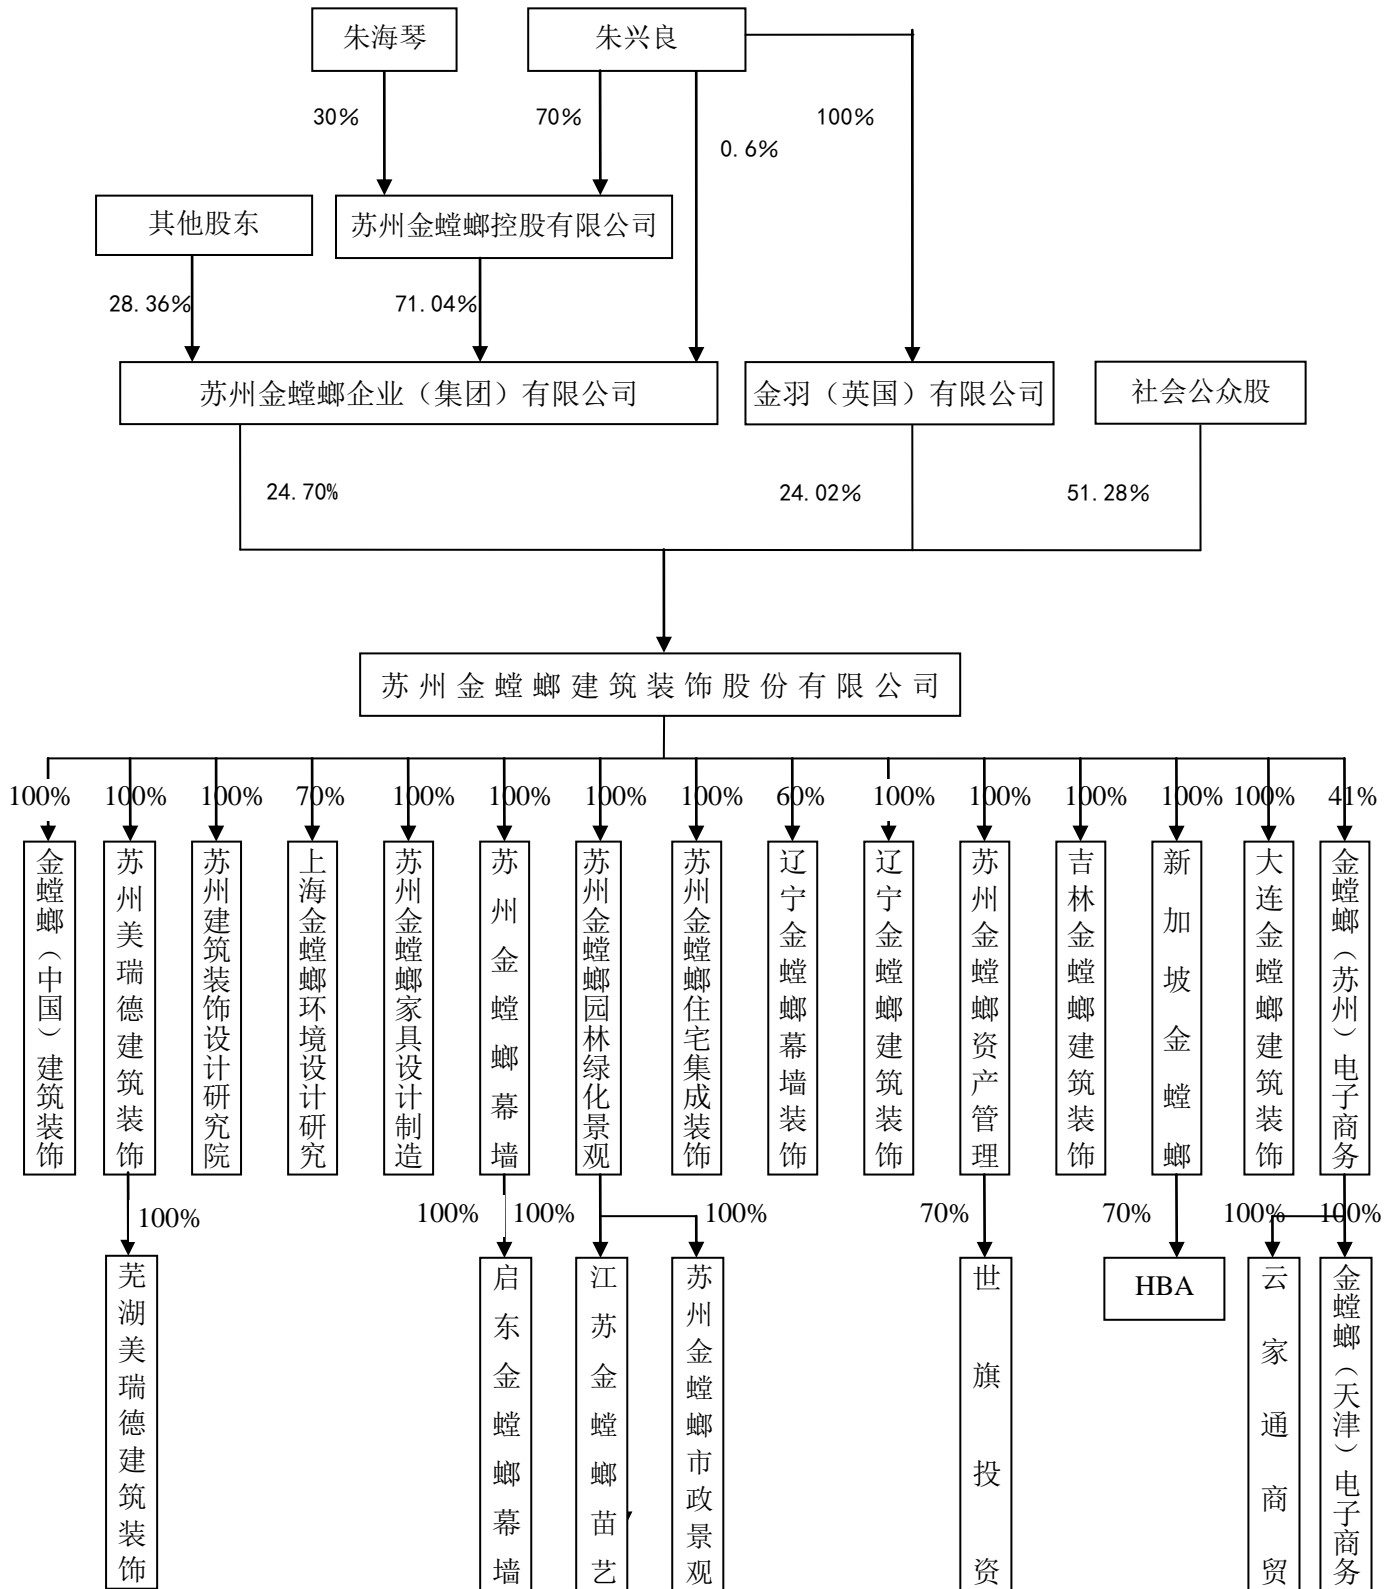 朱海琴
朱兴良
30%
70%
100%
0.6%
其他股东
苏州金螳螂控股有限公司
28.36%
71.04%
苏州金螳螂企业（集团）有限公司
金羽（英国）有限公司
社会公众股
24.70%
24.02%
51.28%
苏州金螳螂建筑装饰股份有限公司
100%
100%
100%
70%
100%
100%
100%
100%
60%
100%
100%
100%
100%
100%
41%
金螳螂（中国）建筑装饰
苏州美瑞德建筑装饰
苏州建筑装饰设计研究院
上海金螳螂环境设计研究
苏州金螳螂家具设计制造
苏州金螳螂幕墙
苏州金螳螂园林绿化景观
苏州金螳螂住宅集成装饰
辽宁金螳螂幕墙装饰
辽宁金螳螂建筑装饰
苏州金螳螂资产管理
吉林金螳螂建筑装饰
新加坡金螳螂
大连金螳螂建筑装饰
金螳螂（苏州）电子商务
100%
100%
100%
100%
70%
70%
100%
100%
芜湖美瑞德建筑装饰
启东金螳螂幕墙
江苏金螳螂苗艺
苏州金螳螂市政景观
世旗投资
HBA
云家通商贸
金螳螂（天津）电子商务